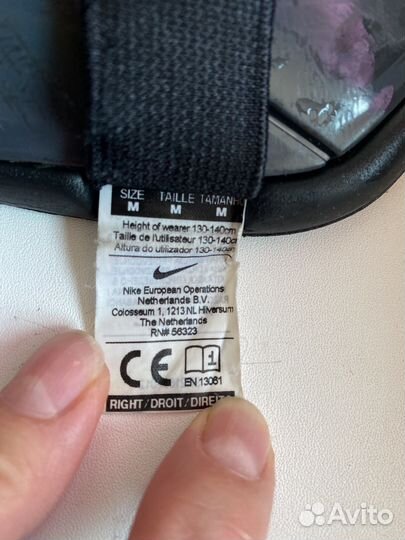 SIZE TAILLE TAMANHO
M M M
Height of wearer 130-140cm
Taille de l'utilisateur 130-140cm
Altura do utilizador 130-140cm
Nike European Operations
Netherlands B.V.
Colosseum 1, 1213 NL Hilversum
The Netherlands
RN# 56323
CE 1
EN 13061
RIGHT/DROIT/DIREITO
Avito